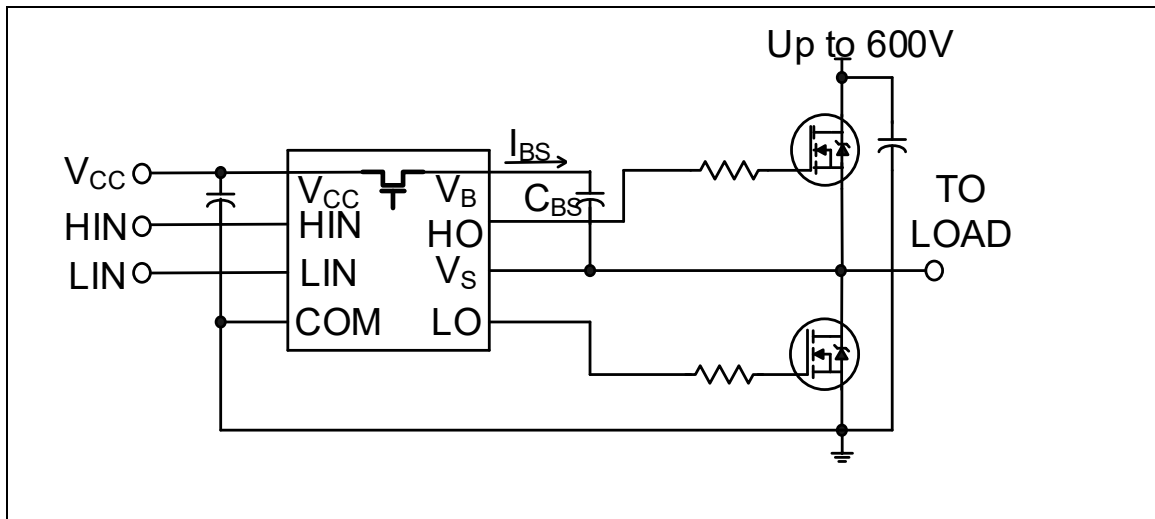 Up to 600V
I_BS
V_CC
V_CC
V_B
C_BS
HIN
HIN
HO
TO
LOAD
LIN
LIN
V_S
COM
LO